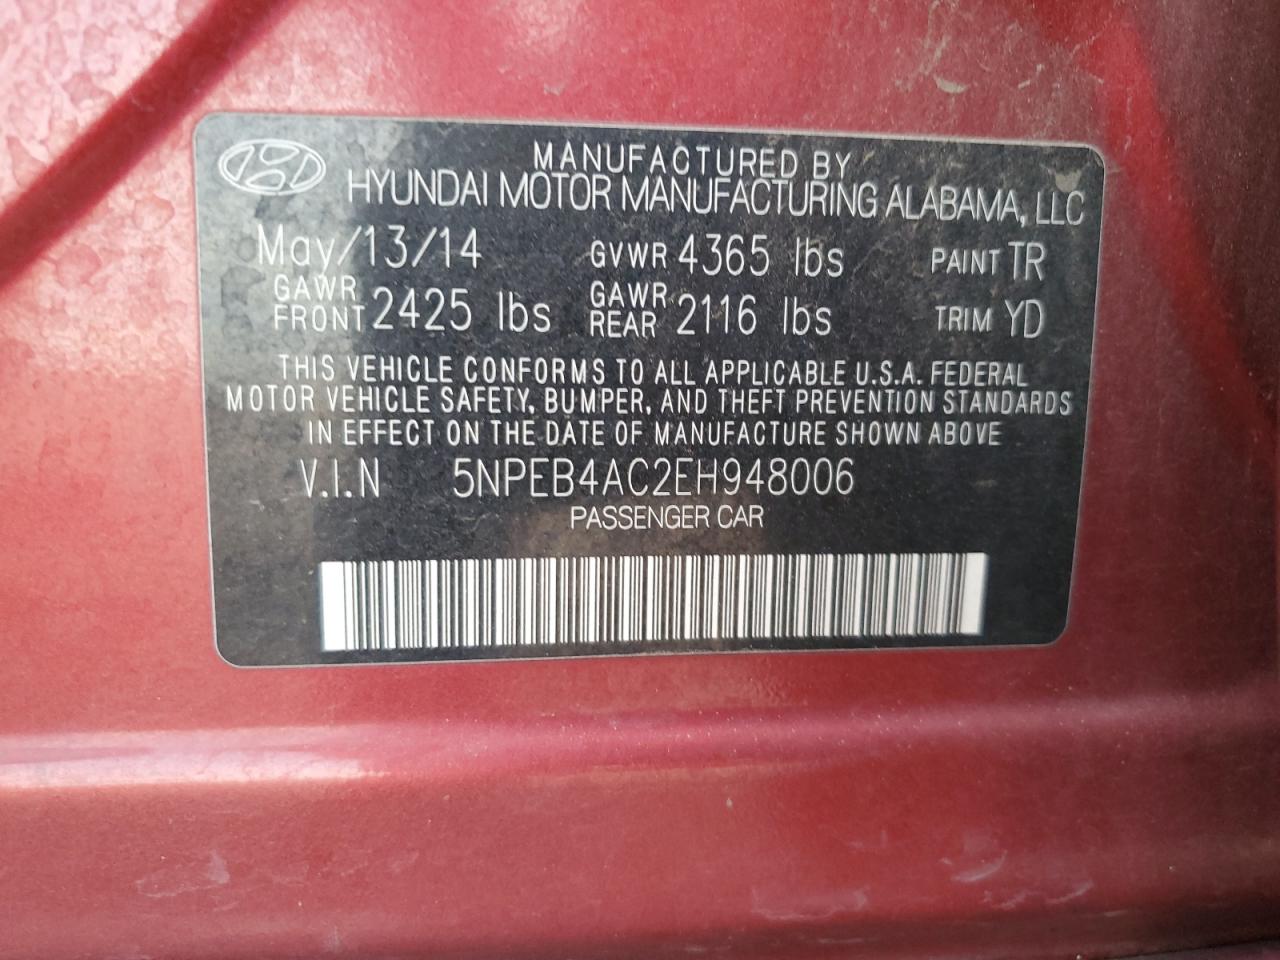 MANUFACTURED BY
HYUNDAI MOTOR MANUFACTURING ALABAMA, LLC
May/13/14 GVWR 4365 lbs PAINT TR
GAWR FRONT 2425 lbs GAWR REAR 2116 lbs TRIM YD
THIS VEHICLE CONFORMS TO ALL APPLICABLE U.S.A. FEDERAL
MOTOR VEHICLE SAFETY, BUMPER, AND THEFT PREVENTION STANDARDS
IN EFFECT ON THE DATE OF MANUFACTURE SHOWN ABOVE
V.I.N 5NPEB4AC2EH948006
PASSENGER CAR